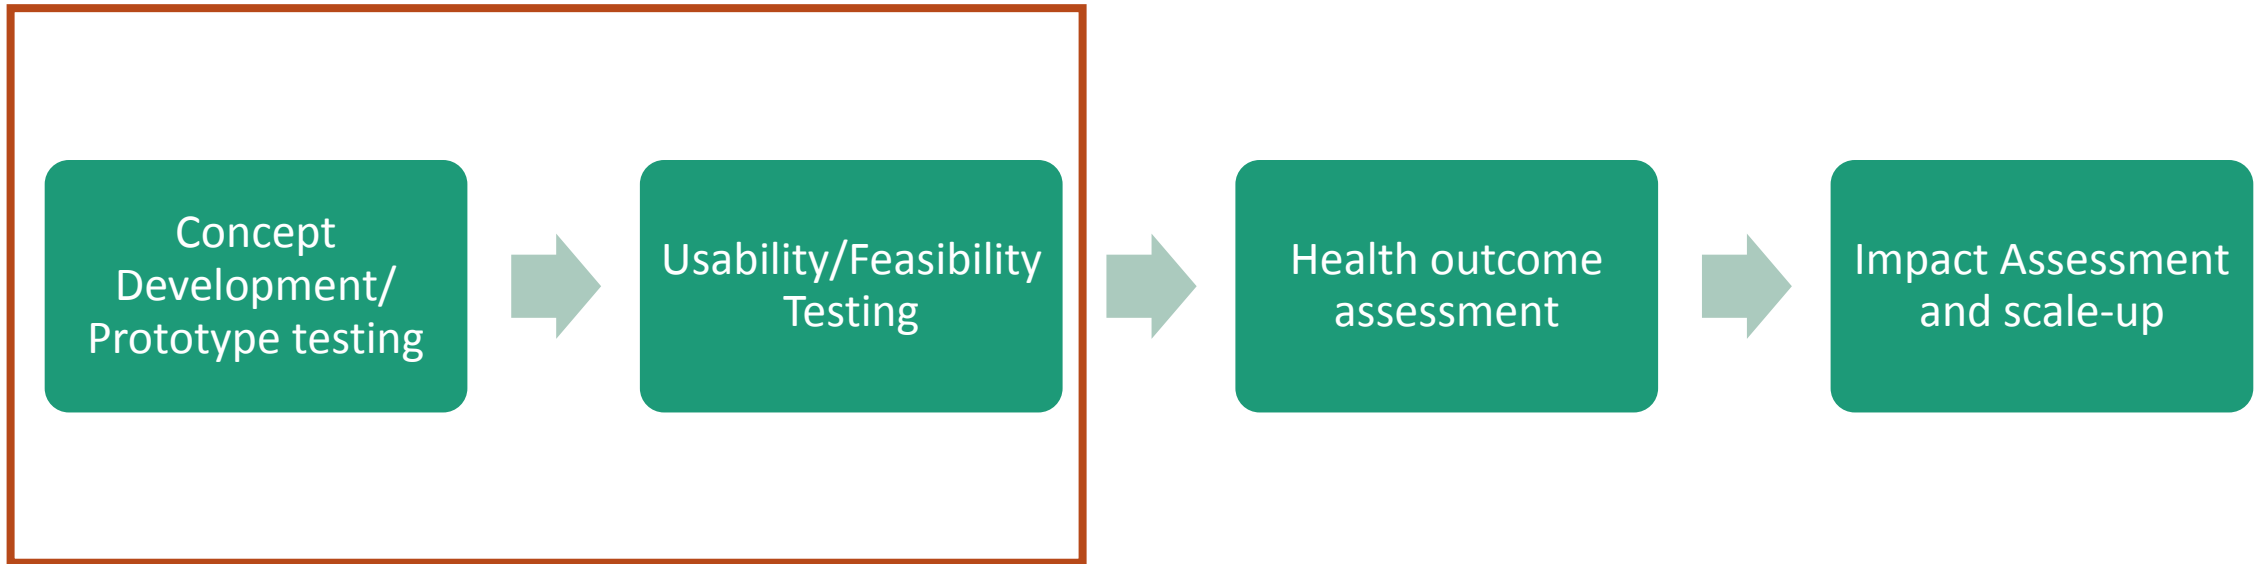 Concept
Development/
Prototype testing
Usability/Feasibility
Testing
Health outcome
assessment
Impact Assessment
and scale-up